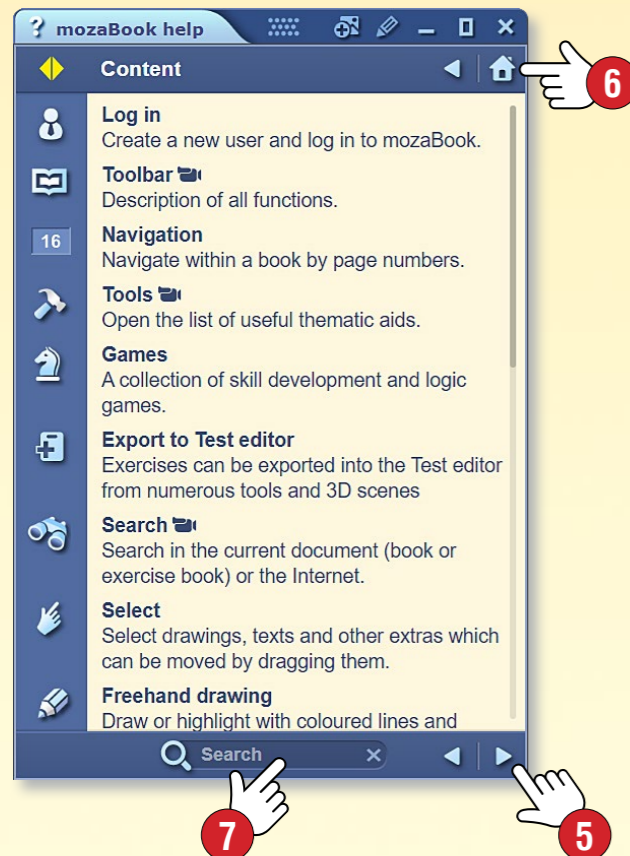 ? mozaBook help
Content
6
Log in
Create a new user and log in to mozaBook.
Toolbar
Description of all functions.
16
Navigation
Navigate within a book by page numbers.
Tools
Open the list of useful thematic aids.
Games
A collection of skill development and logic
games.
Export to Test editor
Exercises can be exported into the Test editor
from numerous tools and 3D scenes
Search
Search in the current document (book or
exercise book) or the Internet.
Select
Select drawings, texts and other extras which
can be moved by dragging them.
Freehand drawing
Draw or highlight with coloured lines and
Search
7
5